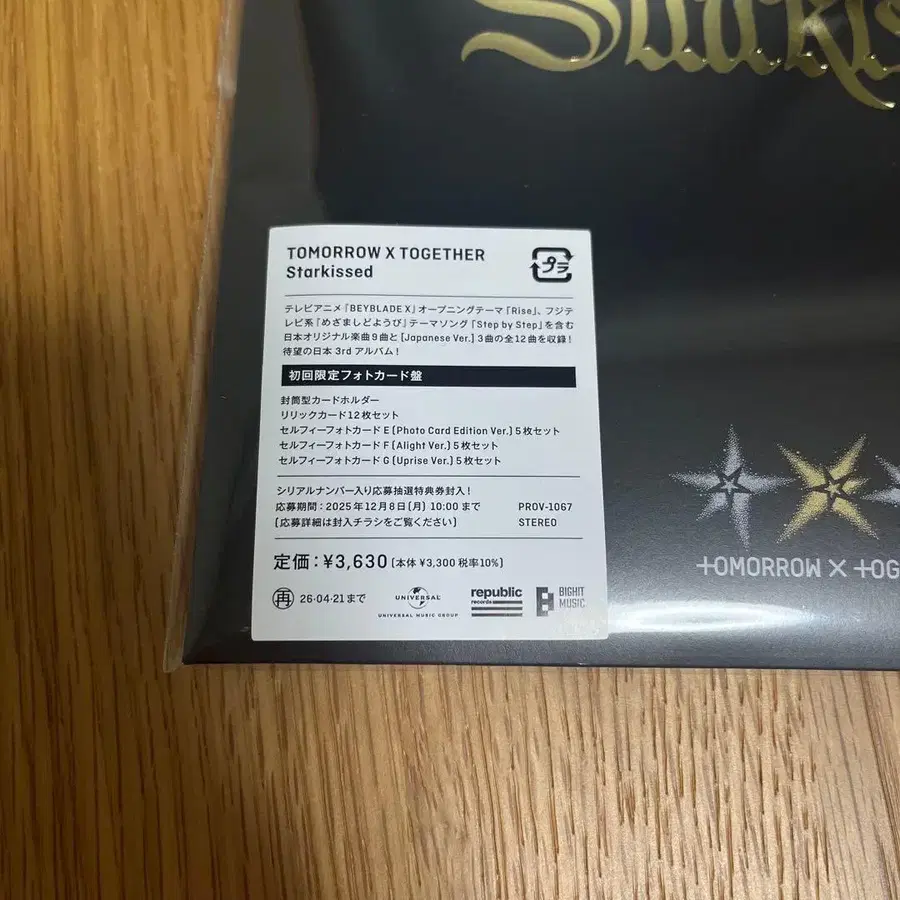 TOMORROW X TOGETHER
Starkissed
プラ
テレビアニメ『BEYBLADE X』オープニングテーマ「Rise」、フジテ
レビ系『めざましどようび』テーマソング「Step by Step」を含む
日本オリジナル楽曲9曲と[Japanese Ver.]3曲の全12曲を収録!
待望の日本 3rd アルバム!
初回限定フォトカード盤
封筒型カードホルダー
リリックカード12枚セット
セルフィーフォトカード E (Photo Card Edition Ver.) 5枚セット
セルフィーフォトカード F (Alight Ver.) 5枚セット
セルフィーフォトカード G (Uprise Ver.) 5枚セット
シリアルナンバー入り応募抽選特典券封入!
応募期間:2025年12月8日(月) 10:00 まで
(応募詳細は封入チラシをご覧ください)
PROV-1067
STEREO
定価:¥3,630 (本体 ¥3,300 税率10%)
再 26·04·21まで
UNIVERSAL
UNIVERSAL MUSIC GROUP
republic
records
BIGHIT
MUSIC
TOMORROW X TOG